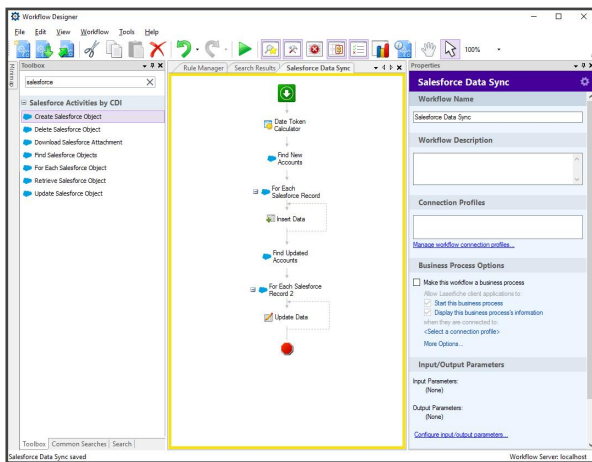 Workflow Designer
File Edit View Workflow Tools Help
100%
Toolbox
Rule Manager Search Results Salesforce Data Sync
Properties
salesforce
Salesforce Activities by CDI
Create Salesforce Object
Delete Salesforce Object
Download Salesforce Attachment
Find Salesforce Objects
For Each Salesforce Object
Retrieve Salesforce Object
Update Salesforce Object
Toolbox Common Searches Search
Date Token
Calculator
Find New
Accounts
For Each
Salesforce Record
Insert Data
Find Updated
Accounts
For Each Salesforce
Record 2
Update Data
Salesforce Data Sync
Workflow Name
Salesforce Data Sync
Workflow Description
Connection Profiles
Manage workflow connection profiles...
Business Process Options
Make this workflow a business process
Allow Laserfiche client applications to:
Start this business process
Display this business process's information
when they are connected to:
<Select a connection profile>
More Options...
Input/Output Parameters
Input Parameters:
(None)
Output Parameters:
(None)
Configure input/output parameters...
Salesforce Data Sync saved
Workflow Server: localhost